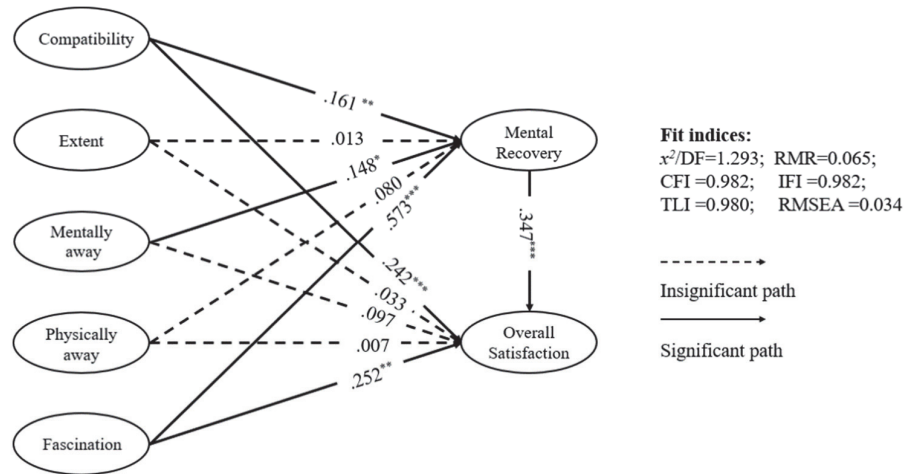 Compatibility
Extent
Mentally
away
Physically
away
Fascination
.161 **
.013
.148*
.080
.573***
.242***
.033
.097
.007
.252**
Mental
Recovery
.347***
Overall
Satisfaction
Fit indices:
x²/DF=1.293; RMR=0.065;
CFI =0.982; IFI =0.982;
TLI =0.980; RMSEA =0.034
Insignificant path
Significant path